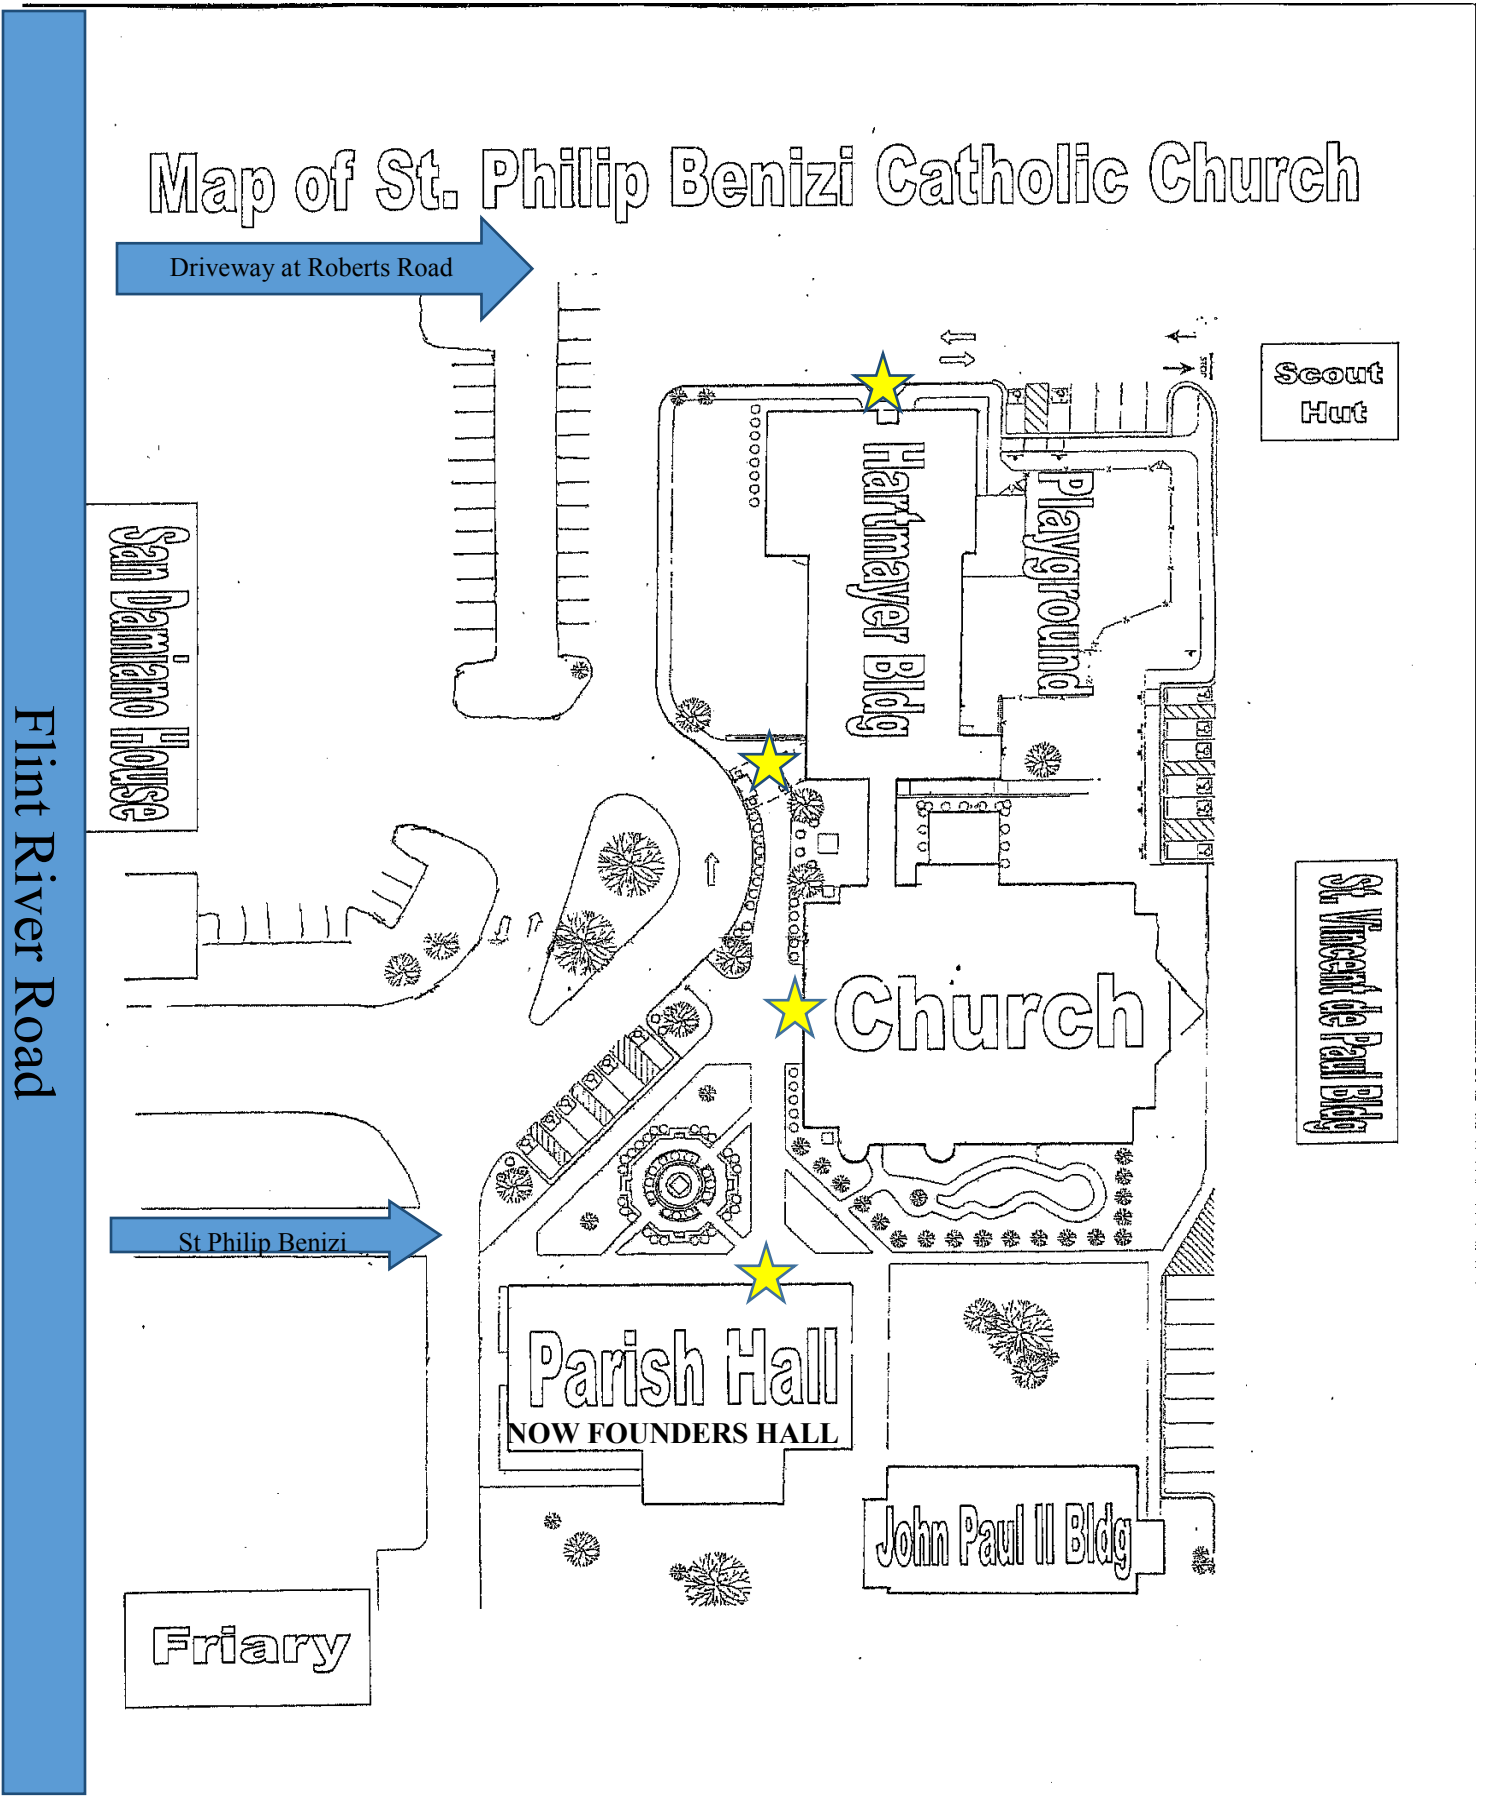 Map of St. Philip Benizi Catholic Church
Driveway at Roberts Road
STOP
Scout
Hut
Hartmayer Bldg
Playground
San Damiano House
Flint River Road
St. Vincent de Paul Bldg
Church
St Philip Benizi
Parish Hall
NOW FOUNDERS HALL
John Paul II Bldg
Friary